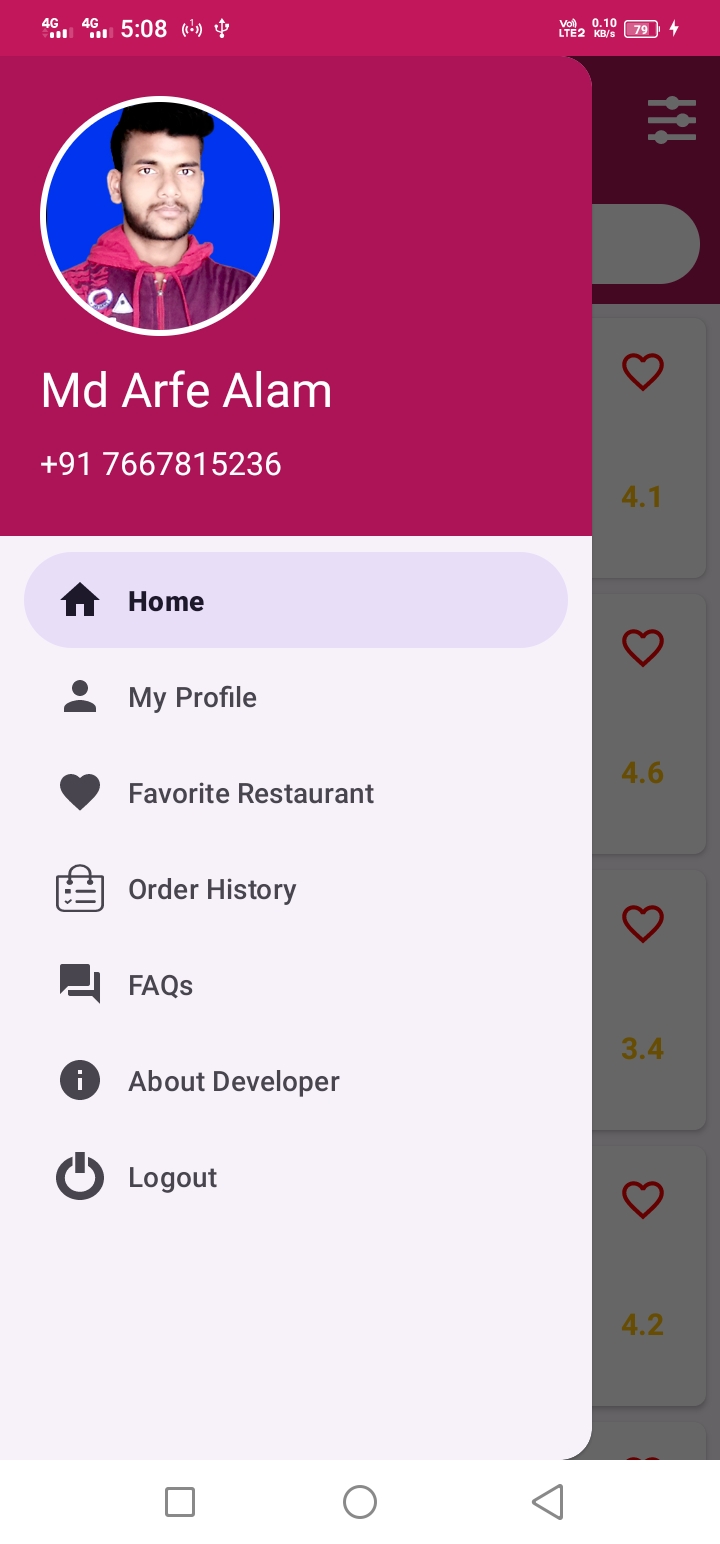 4G 4G 5:08 1 Vo) LTE2 0.10 KB/s 79
Md Arfe Alam
+91 7667815236
4.1
Home
My Profile
4.6
Favorite Restaurant
Order History
FAQs
3.4
About Developer
Logout
4.2